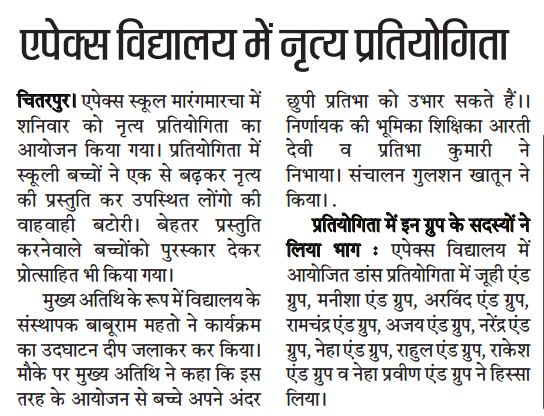 एपेक्स विद्यालय में नृत्य प्रतियोगिता
चितरपुर। एपेक्स स्कूल मारंगमारचा में
शनिवार को नृत्य प्रतियोगिता का
आयोजन किया गया। प्रतियोगिता में
स्कूली बच्चों ने एक से बढ़कर नृत्य
की प्रस्तुति कर उपस्थित लोंगो की
वाहवाही बटोरी। बेहतर प्रस्तुति
करनेवाले बच्चोंको पुरस्कार देकर
प्रोत्साहित भी किया गया।
मुख्य अतिथि के रूप में विद्यालय के
संस्थापक बाबूराम महतो ने कार्यक्रम
का उदघाटन दीप जलाकर कर किया।
मौके पर मुख्य अतिथि ने कहा कि इस
तरह के आयोजन से बच्चे अपने अंदर
छुपी प्रतिभा को उभार सकते हैं।।
निर्णायक की भूमिका शिक्षिका आरती
देवी व प्रतिभा कुमारी ने
निभाया। संचालन गुलशन खातून ने
किया। .
प्रतियोगिता में इन ग्रुप के सदस्यों ने
लिया भाग : एपेक्स विद्यालय में
आयोजित डांस प्रतियोगिता में जूही एंड
ग्रुप, मनीशा एंड ग्रुप, अरविंद एंड ग्रुप,
रामचंद्र एंड ग्रुप, अजय एंड ग्रुप, नरेंद्र एंड
ग्रुप, नेहा एंड ग्रुप, राहुल एंड ग्रुप, राकेश
एंड ग्रुप व नेहा प्रवीण एंड ग्रुप ने हिस्सा
लिया।